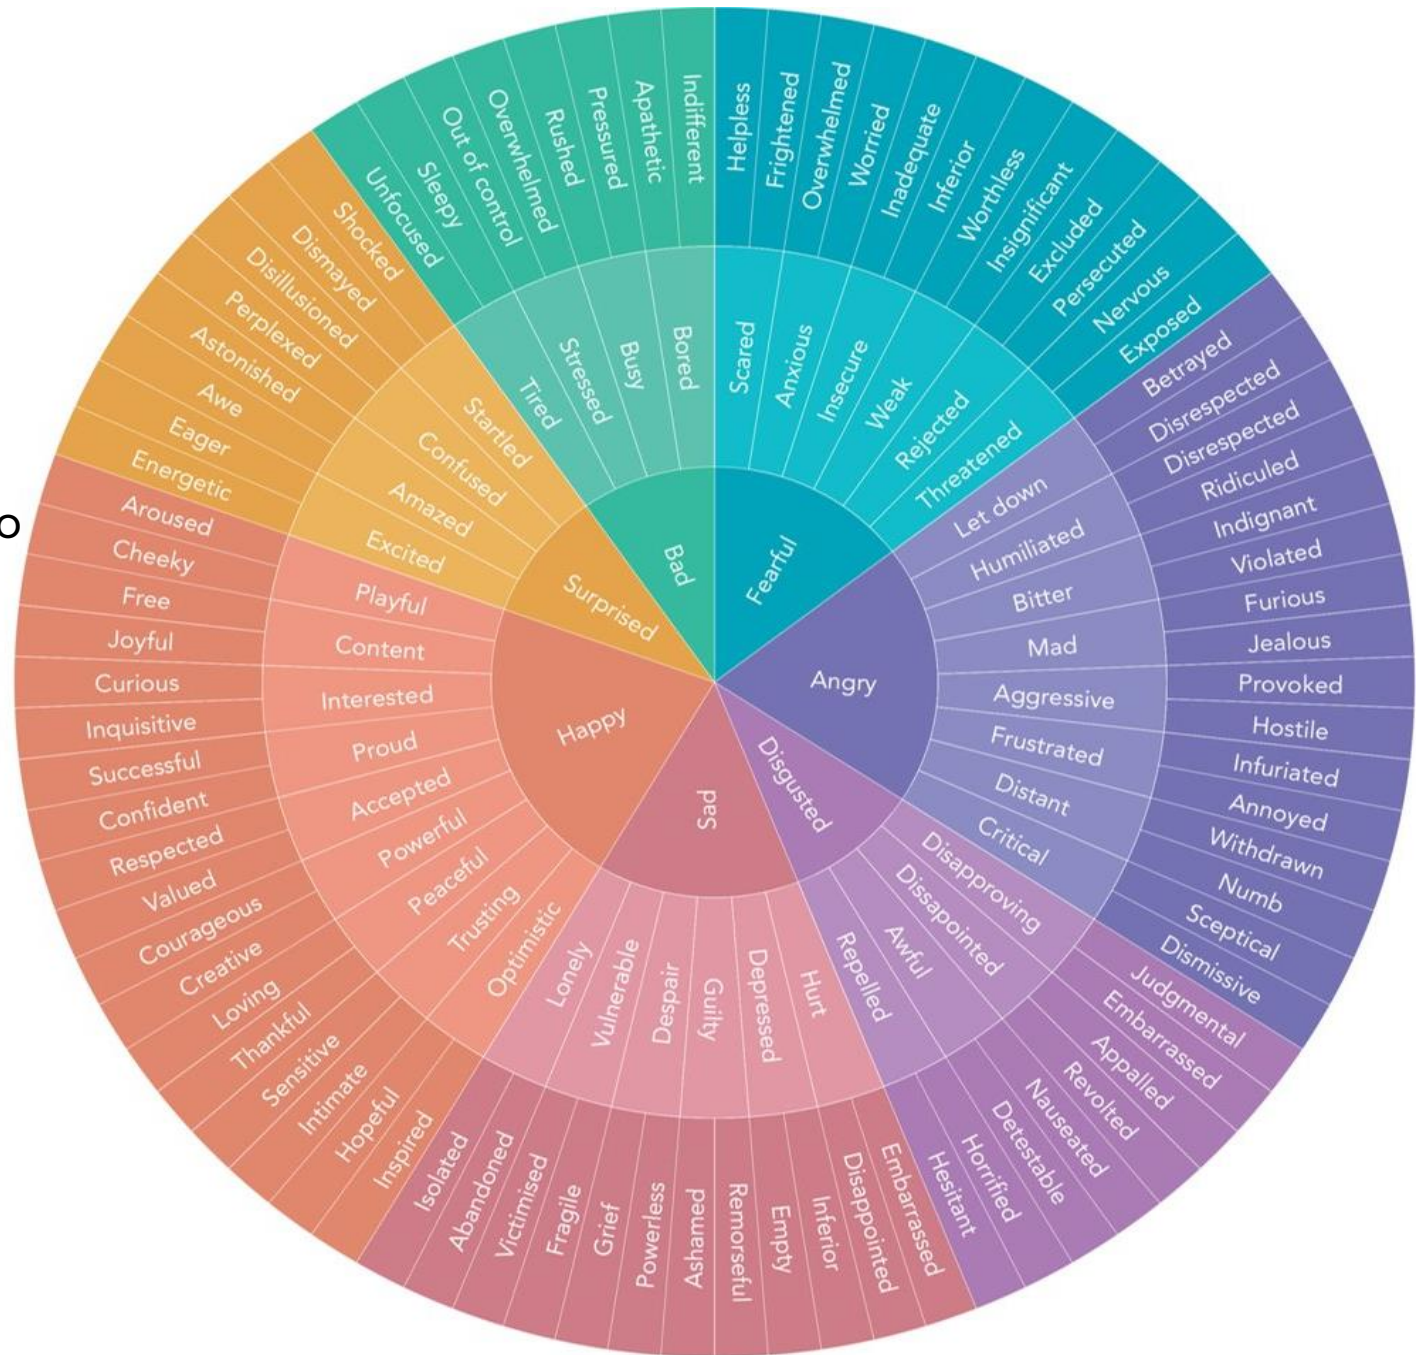 Fearful
Angry
Disgusted
Sad
Happy
Surprised
Bad
Scared
Anxious
Insecure
Weak
Rejected
Threatened
Let down
Humiliated
Bitter
Mad
Aggressive
Frustrated
Distant
Critical
Disapproving
Dissapointed
Awful
Repelled
Hurt
Depressed
Guilty
Despair
Vulnerable
Lonely
Optimistic
Trusting
Peaceful
Powerful
Accepted
Proud
Interested
Content
Playful
Excited
Amazed
Confused
Startled
Tired
Stressed
Busy
Bored
Helpless
Frightened
Overwhelmed
Worried
Inadequate
Inferior
Worthless
Insignificant
Excluded
Persecuted
Nervous
Exposed
Betrayed
Disrespected
Disrespected
Ridiculed
Indignant
Violated
Furious
Jealous
Provoked
Hostile
Infuriated
Annoyed
Withdrawn
Numb
Sceptical
Dismissive
Judgmental
Embarrassed
Appalled
Revolted
Nauseated
Detestable
Horrified
Hesitant
Embarrassed
Disappointed
Inferior
Empty
Remorseful
Ashamed
Powerless
Grief
Fragile
Victimised
Abandoned
Isolated
Inspired
Hopeful
Intimate
Sensitive
Thankful
Loving
Creative
Courageous
Valued
Respected
Confident
Successful
Inquisitive
Curious
Joyful
Free
Cheeky
Aroused
Energetic
Eager
Awe
Astonished
Perplexed
Disillusioned
Dismayed
Shocked
Unfocused
Sleepy
Out of control
Overwhelmed
Rushed
Pressured
Apathetic
Indifferent
o